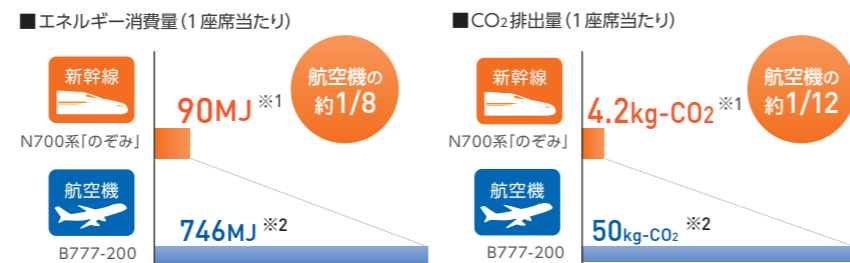 ■エネルギー消費量(1座席当たり)
新幹線
N700系「のぞみ」
90MJ ※1
航空機の
約1/8
航空機
B777-200
746MJ ※2
■CO2排出量(1座席当たり)
新幹線
N700系「のぞみ」
4.2kg-CO2 ※1
航空機の
約1/12
航空機
B777-200
50kg-CO2 ※2